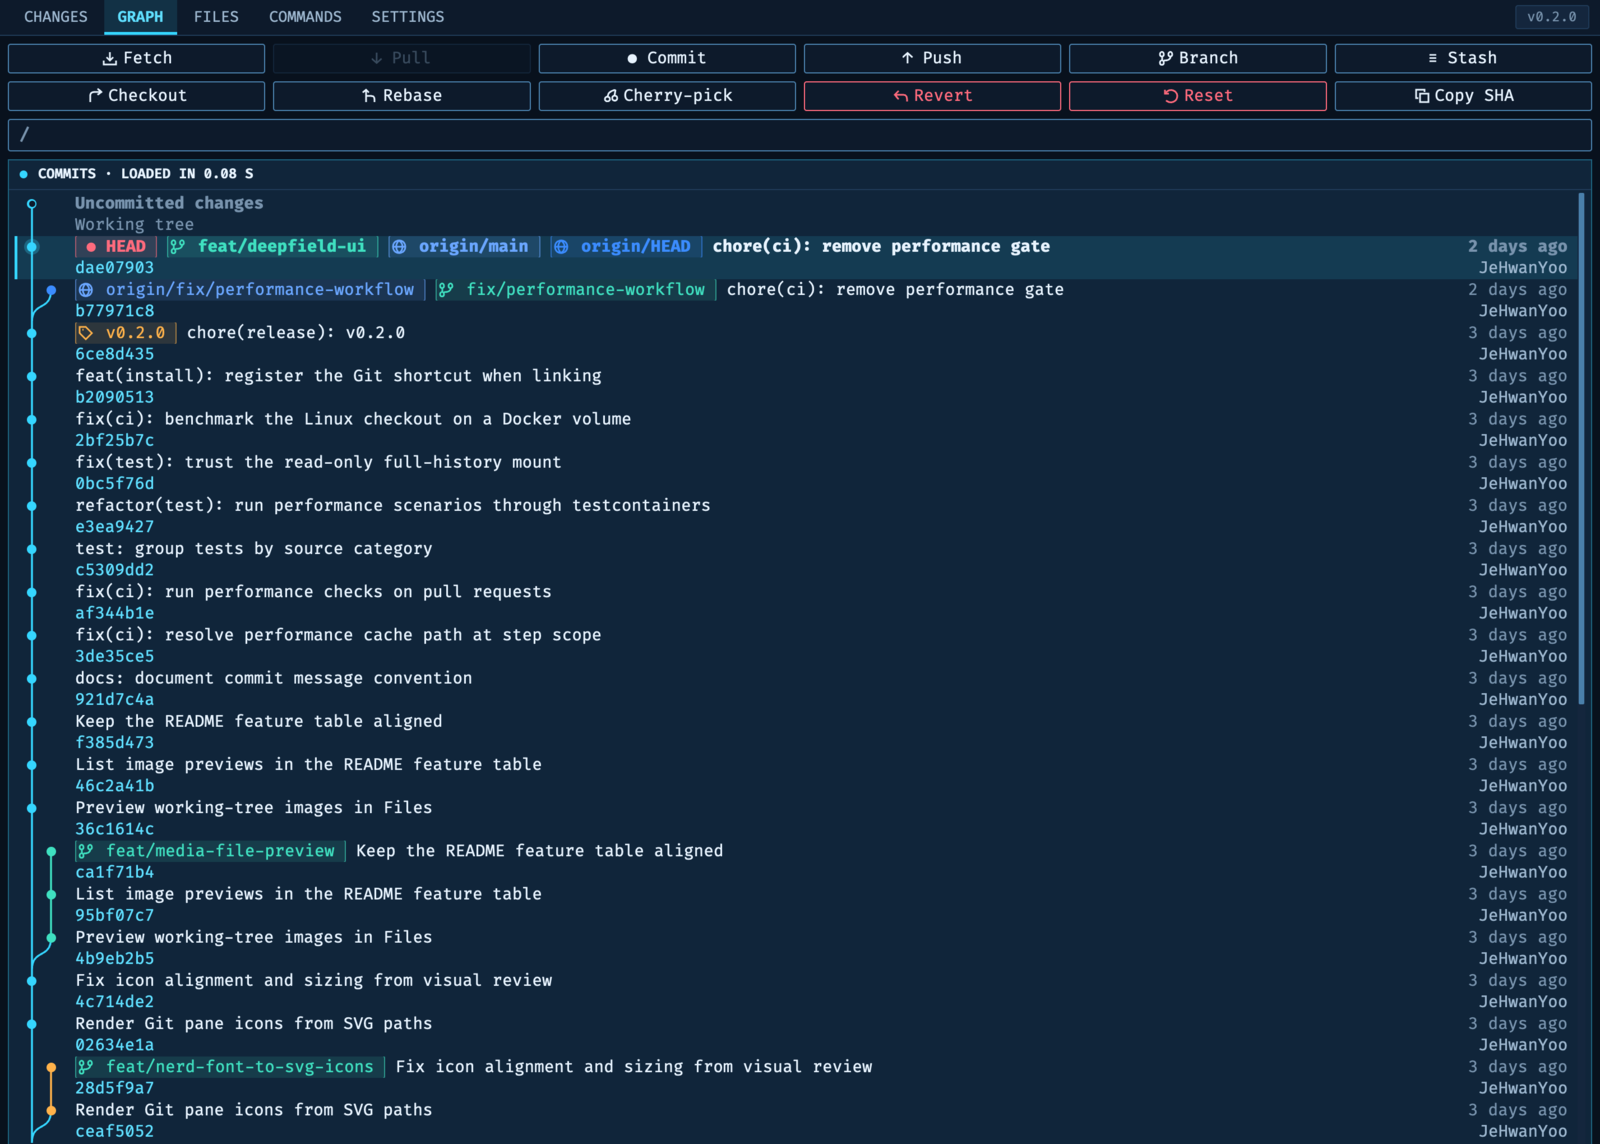 CHANGES GRAPH FILES COMMANDS SETTINGS v0.2.0
Fetch Pull Commit Push Branch Stash
Checkout Rebase Cherry-pick Revert Reset Copy SHA
/
COMMITS · LOADED IN 0.08 S
Uncommitted changes
Working tree
HEAD feat/deepfield-ui origin/main origin/HEAD chore(ci): remove performance gate 2 days ago
dae07903 JeHwanYoo
origin/fix/performance-workflow fix/performance-workflow chore(ci): remove performance gate 2 days ago
b77971c8 JeHwanYoo
v0.2.0 chore(release): v0.2.0 3 days ago
6ce8d435 JeHwanYoo
feat(install): register the Git shortcut when linking 3 days ago
b2090513 JeHwanYoo
fix(ci): benchmark the Linux checkout on a Docker volume 3 days ago
2bf25b7c JeHwanYoo
fix(test): trust the read-only full-history mount 3 days ago
0bc5f76d JeHwanYoo
refactor(test): run performance scenarios through testcontainers 3 days ago
e3ea9427 JeHwanYoo
test: group tests by source category 3 days ago
c5309dd2 JeHwanYoo
fix(ci): run performance checks on pull requests 3 days ago
af344b1e JeHwanYoo
fix(ci): resolve performance cache path at step scope 3 days ago
3de35ce5 JeHwanYoo
docs: document commit message convention 3 days ago
921d7c4a JeHwanYoo
Keep the README feature table aligned 3 days ago
f385d473 JeHwanYoo
List image previews in the README feature table 3 days ago
46c2a41b JeHwanYoo
Preview working-tree images in Files 3 days ago
36c1614c JeHwanYoo
feat/media-file-preview Keep the README feature table aligned 3 days ago
ca1f71b4 JeHwanYoo
List image previews in the README feature table 3 days ago
95bf07c7 JeHwanYoo
Preview working-tree images in Files 3 days ago
4b9eb2b5 JeHwanYoo
Fix icon alignment and sizing from visual review 3 days ago
4c714de2 JeHwanYoo
Render Git pane icons from SVG paths 3 days ago
02634e1a JeHwanYoo
feat/nerd-font-to-svg-icons Fix icon alignment and sizing from visual review 3 days ago
28d5f9a7 JeHwanYoo
Render Git pane icons from SVG paths 3 days ago
ceaf5052 JeHwanYoo